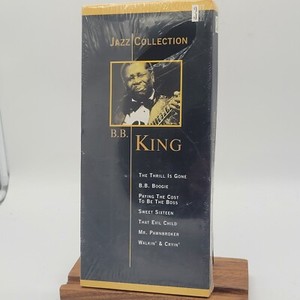 JAZZ COLLECTION
B.B. KING
THE THRILL IS GONE
B.B. BOOGIE
PAYING THE COST
TO BE THE BOSS
SWEET SIXTEEN
THAT EVIL CHILD
MR. PAWNBROKER
WALKIN' & CRYIN'